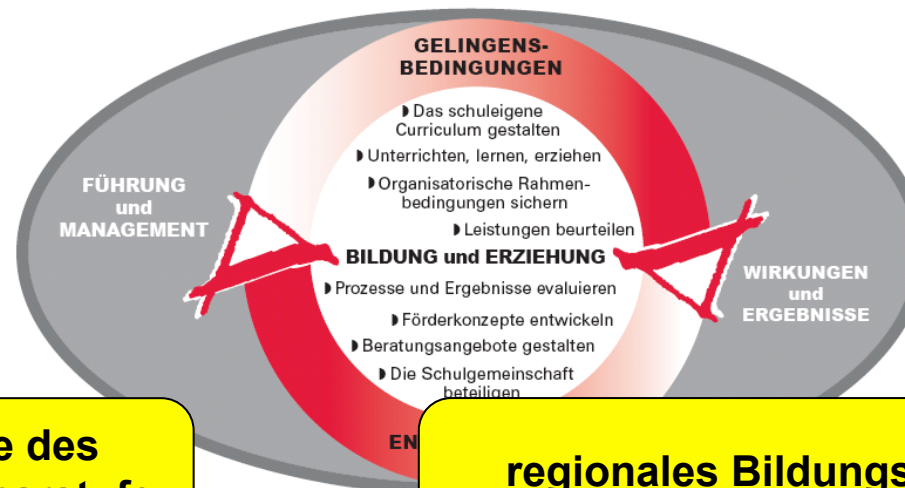 GELINGENS-
BEDINGUNGEN
◗ Das schuleigene
Curriculum gestalten
◗ Unterrichten, lernen, erziehen
◗ Organisatorische Rahmen-
bedingungen sichern
◗ Leistungen beurteilen
BILDUNG und ERZIEHUNG
◗ Prozesse und Ergebnisse evaluieren
◗ Förderkonzepte entwickeln
◗ Beratungsangebote gestalten
◗ Die Schulgemeinschaft
beteiligen
FÜHRUNG
und
MANAGEMENT
WIRKUNGEN
und
ERGEBNISSE
EN
des
regionales Bildungs